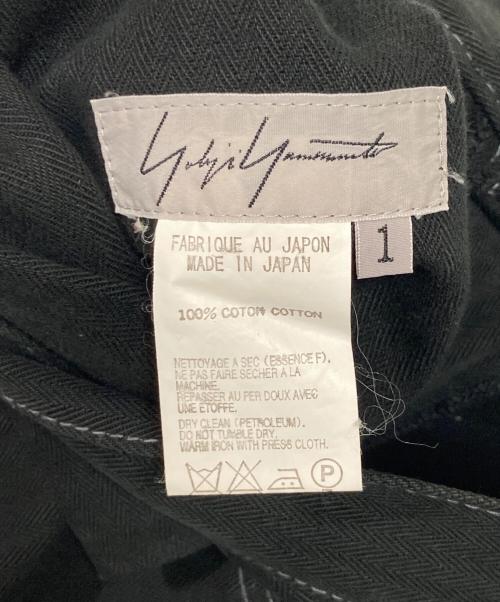 Yohji Yamamoto
1
FABRIQUE AU JAPON
MADE IN JAPAN
100% COTON COTTON
NETTOYAGE A SEC (ESSENCE F).
NE PAS FAIRE SECHER A LA
MACHINE.
REPASSER AU FER DOUX AVEC
UNE ETOFFE.
DRY CLEAN (PETROLEUM).
DO NOT TUMBLE DRY.
WARM IRON WITH PRESS CLOTH.
P